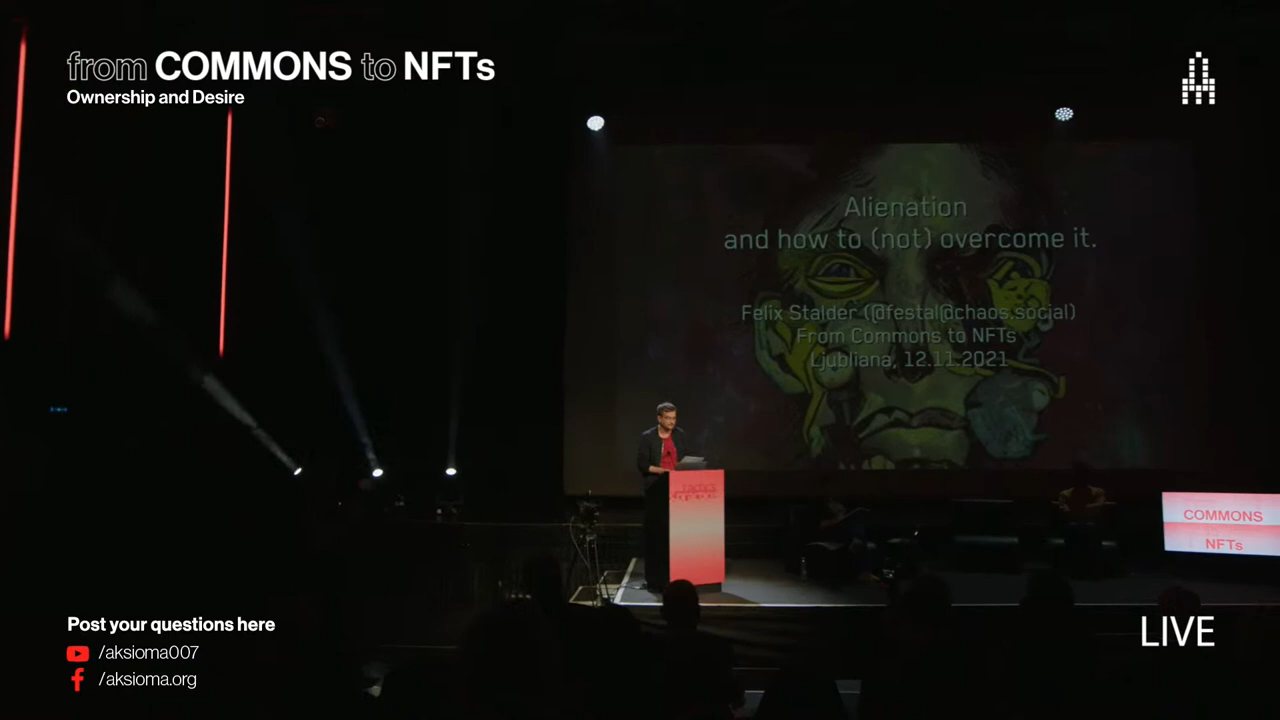 from COMMONS to NFTs
Ownership and Desire
Alienation
and how to (not) overcome it.
Felix Stalder (@festal@chaos.social)
From Commons to NFTs
Ljubliana, 12.11.2021
COMMONS
NFTs
Post your questions here
/aksioma007
/aksioma.org
LIVE